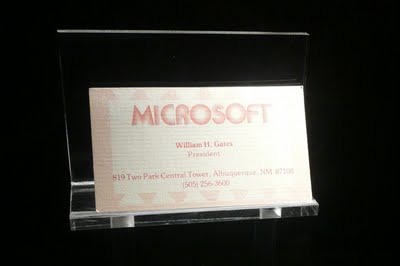 MICROSOFT
William H. Gates
President
819 Two Park Central Tower, Albuquerque, NM 87108
(505) 256-3600